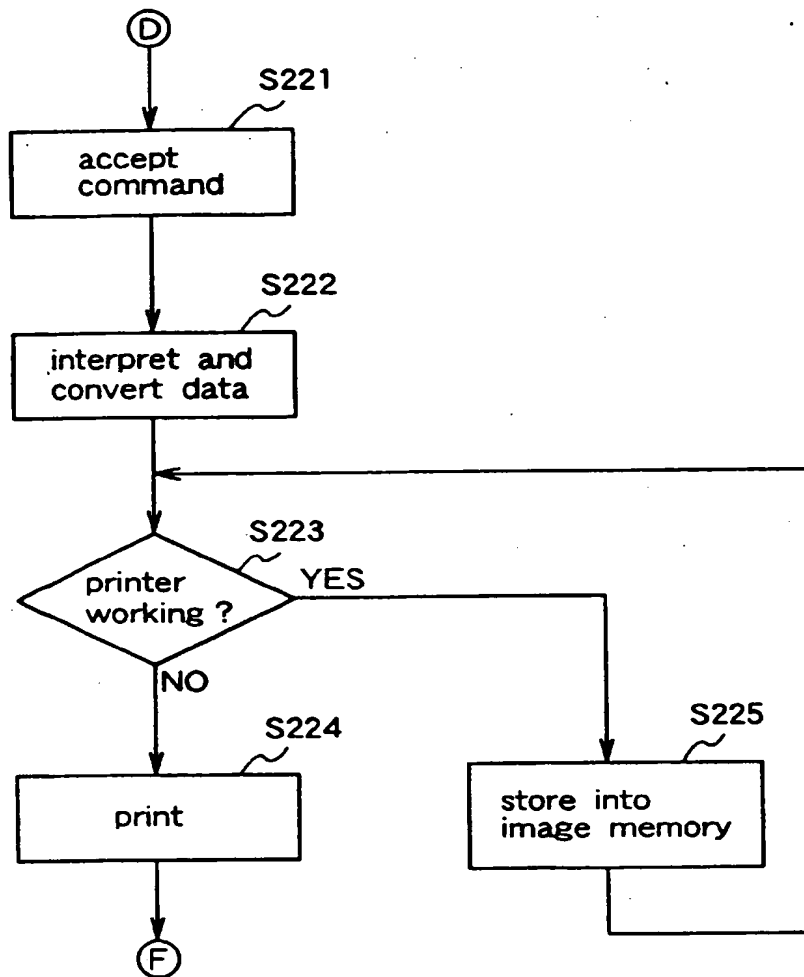 D
S221
accept
command
S222
interpret and
convert data
S223
printer
working ?
YES
NO
S224
print
S225
store into
image memory
F